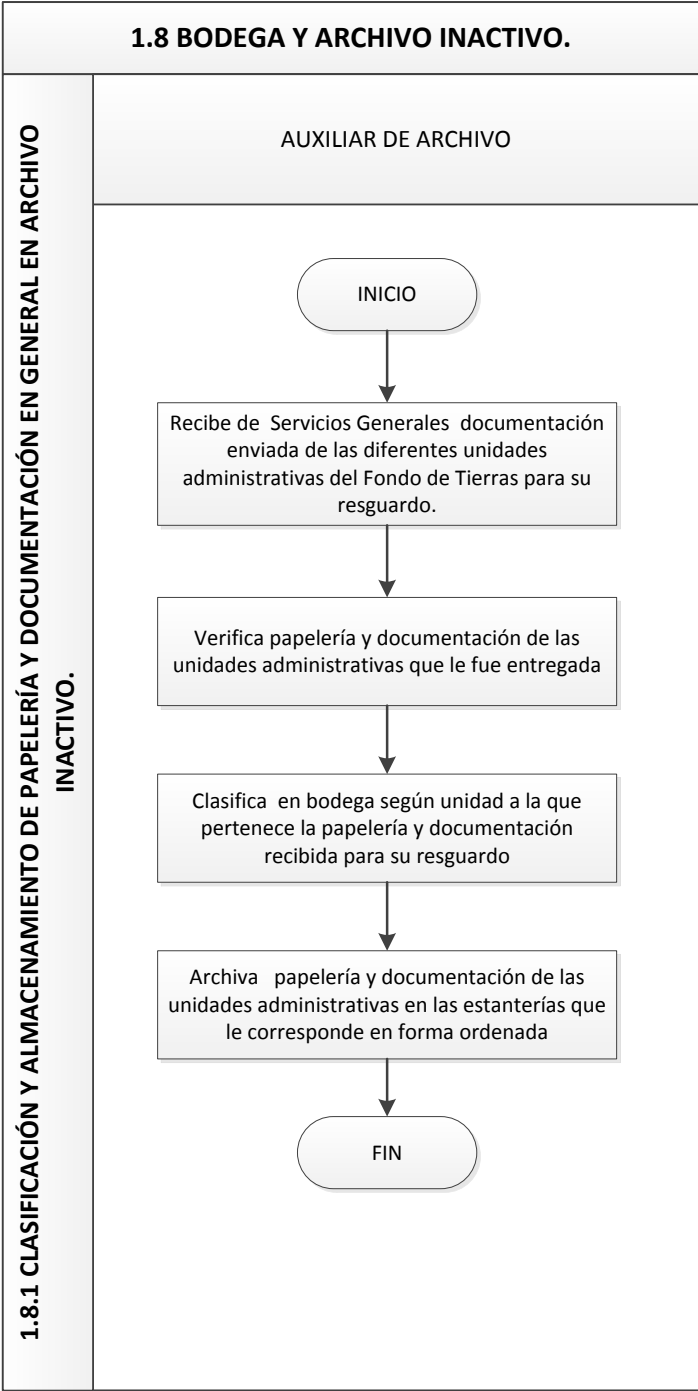 1.8 BODEGA Y ARCHIVO INACTIVO.
1.8.1 CLASIFICACIÓN Y ALMACENAMIENTO DE PAPELERÍA Y DOCUMENTACIÓN EN GENERAL EN ARCHIVO
INACTIVO.
AUXILIAR DE ARCHIVO
INICIO
Recibe de Servicios Generales documentación
enviada de las diferentes unidades
administrativas del Fondo de Tierras para su
resguardo.
Verifica papelería y documentación de las
unidades administrativas que le fue entregada
Clasifica en bodega según unidad a la que
pertenece la papelería y documentación
recibida para su resguardo
Archiva papelería y documentación de las
unidades administrativas en las estanterías que
le corresponde en forma ordenada
FIN